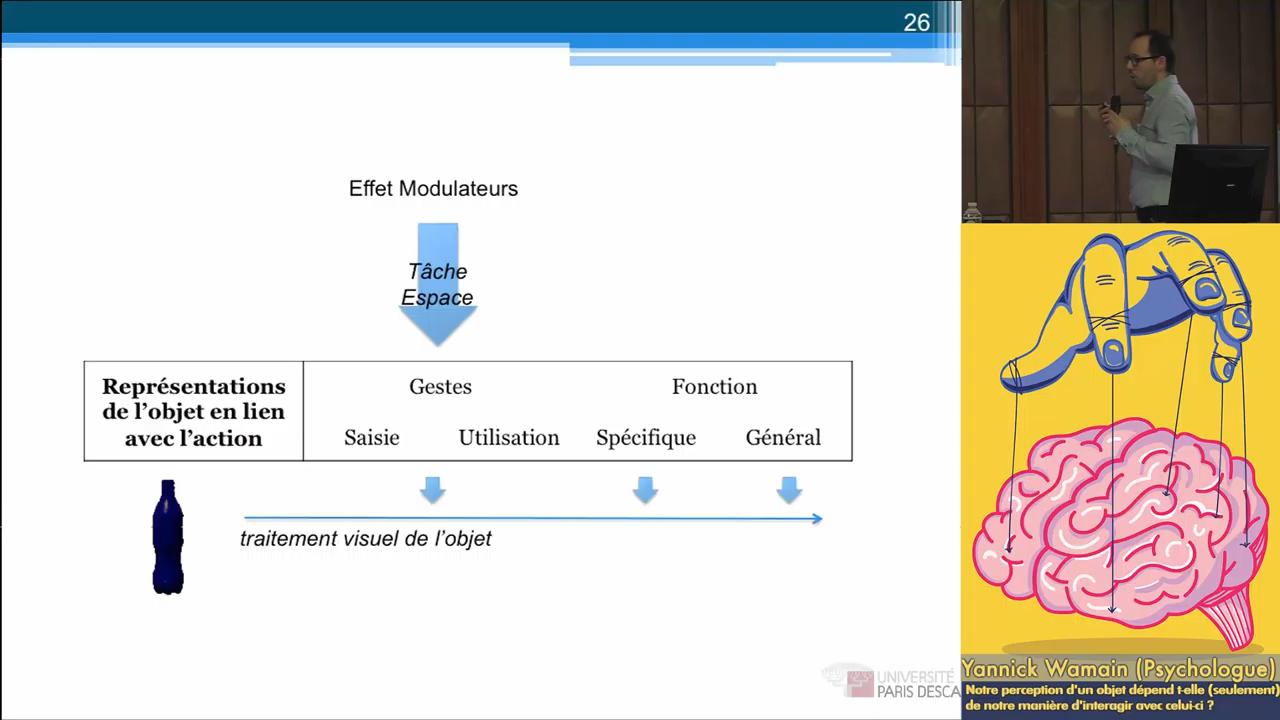 26
Effet Modulateurs
Tâche
Espace
Représentations
de l'objet en lien
avec l'action
Gestes
Fonction
Saisie
Utilisation
Spécifique
Général
traitement visuel de l'objet
UNIVERSITÉ
PARIS DESCA
Yannick Wamain (Psychologue)
Notre perception d'un objet dépend t-elle (seulement)
de notre manière d'interagir avec celui-ci ?